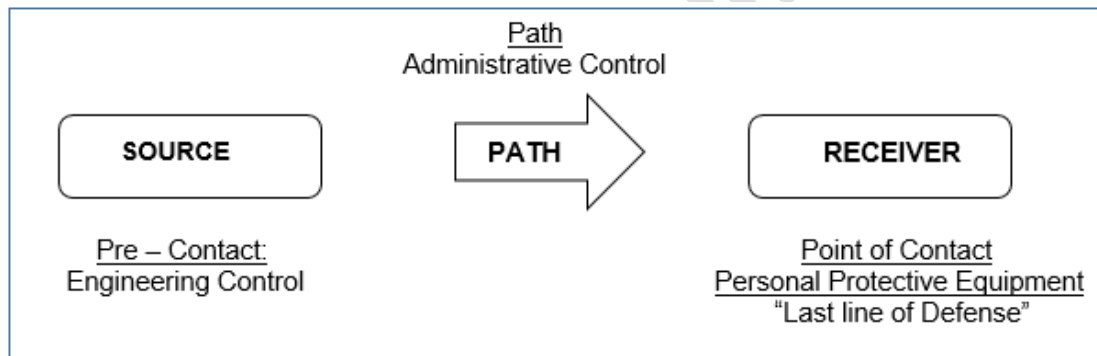 Path
Administrative Control
SOURCE
PATH
RECEIVER
Pre – Contact:
Engineering Control
Point of Contact
Personal Protective Equipment
“Last line of Defense”